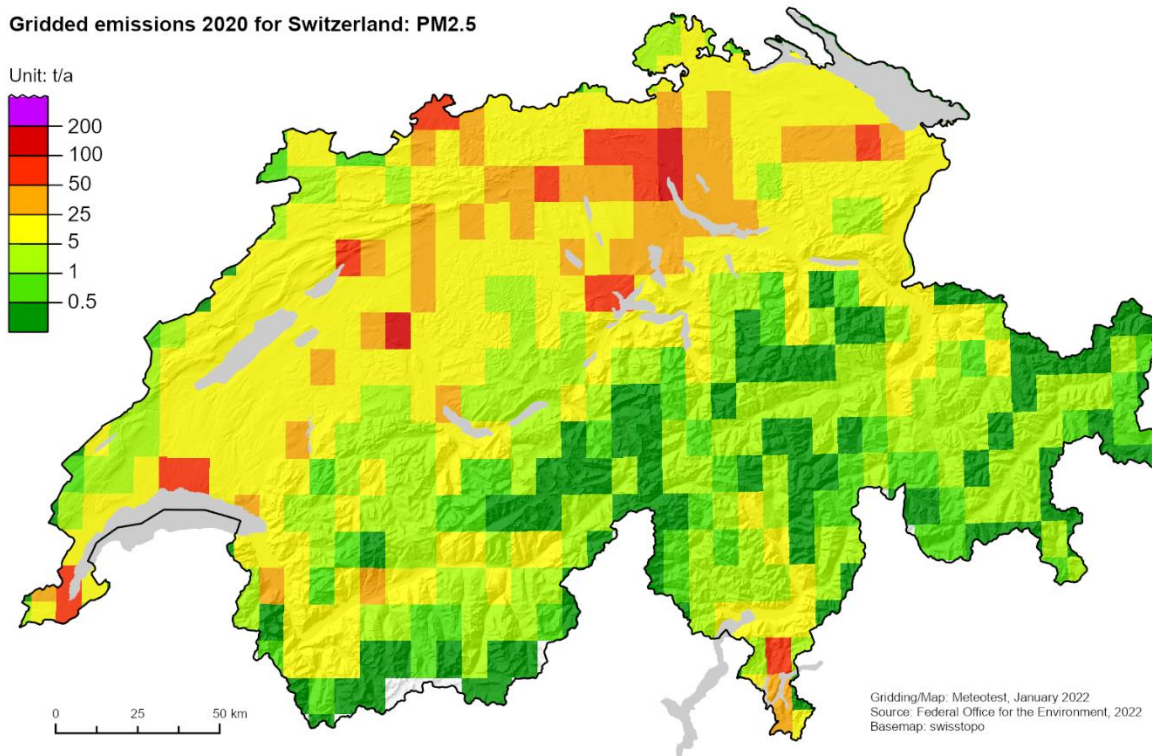 Gridded emissions 2020 for Switzerland: PM2.5
Unit: t/a
200
100
50
25
5
1
0.5
0 25 50 km
Gridding/Map: Meteotest, January 2022
Source: Federal Office for the Environment, 2022
Basemap: swisstopo